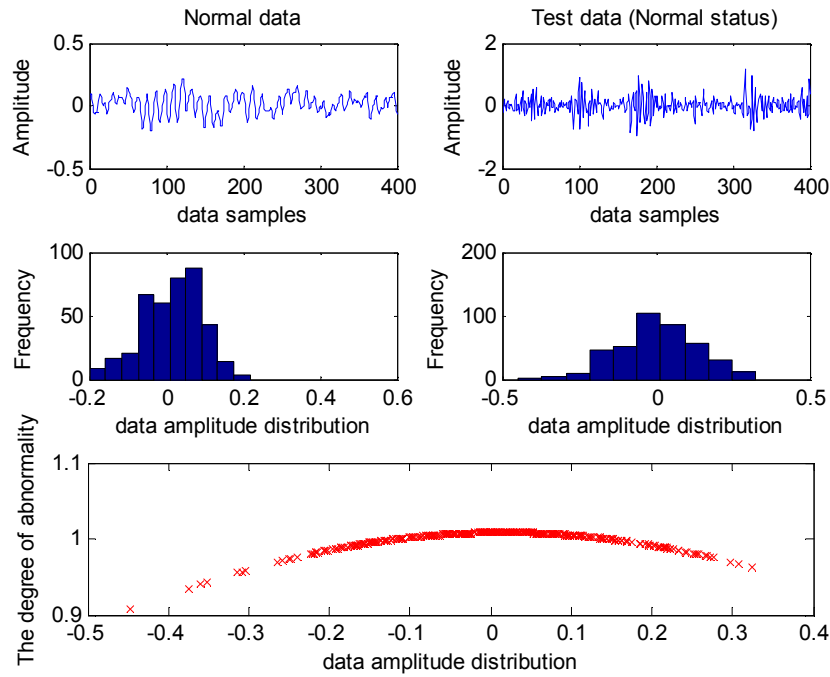 Normal data
Test data (Normal status)
0.5
0
-0.5
Amplitude
0 100 200 300 400
data samples
2
0
-2
Amplitude
0 100 200 300 400
data samples
100
50
0
Frequency
-0.2 0 0.2 0.4 0.6
data amplitude distribution
200
100
0
Frequency
-0.5 0 0.5
data amplitude distribution
1.1
1
0.9
The degree of abnormality
-0.5 -0.4 -0.3 -0.2 -0.1 0 0.1 0.2 0.3 0.4
data amplitude distribution